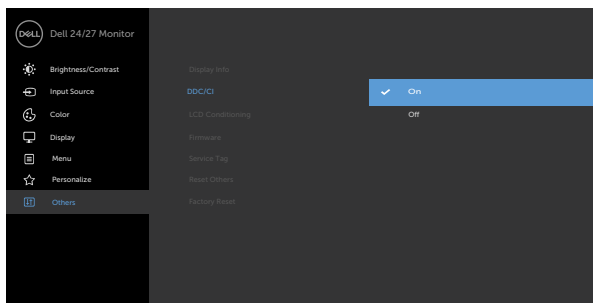 DELL Dell 24/27 Monitor
Brightness/Contrast
Input Source
Color
Display
Menu
Personalize
Others
Display Info
DDC/CI
LCD Conditioning
Firmware
Service Tag
Reset Others
Factory Reset
On
Off